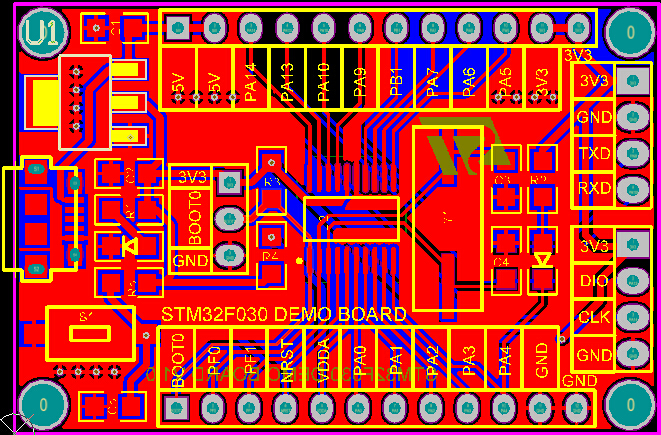 U1
5V
5V
PA14
PA13
PA10
PA9
PB1
PA7
PA6
PA5
3V3
3V3
3V3
GND
TXD
RXD
3V3
BOOT0
GND
R3
R4
C3
R2
C4
3V3
DIO
CLK
GND
GND
STM32F030 DEMO BOARD
BOOT0
PF0
PF1
NRST
VDDA
PA0
PA1
PA2
PA3
PA4
GND
0
0
0